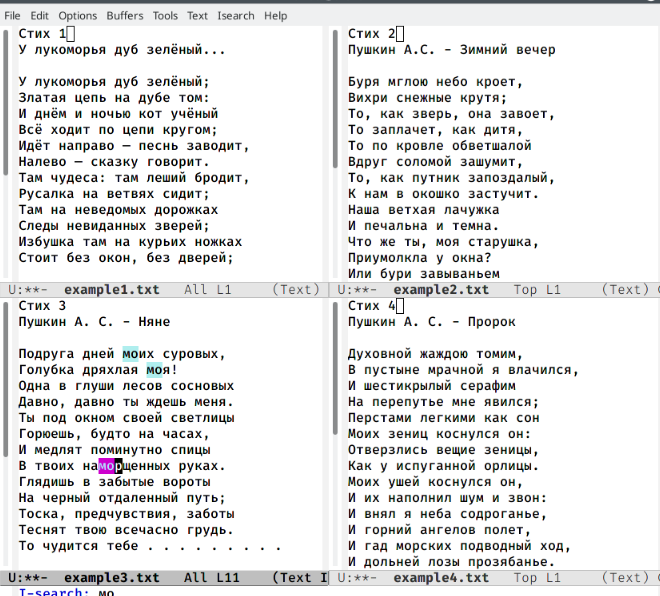 File Edit Options Buffers Tools Text Isearch Help
Стих 1
У лукоморья дуб зелёный...
У лукоморья дуб зелёный;
Златая цепь на дубе том:
И днём и ночью кот учёный
Всё ходит по цепи кругом;
Идёт направо — песнь заводит,
Налево — сказку говорит.
Там чудеса: там леший бродит,
Русалка на ветвях сидит;
Там на неведомых дорожках
Следы невиданных зверей;
Избушка там на курьих ножках
Стоит без окон, без дверей;
U:**- example1.txt All L1 (Text)
Стих 2
Пушкин А.С. - Зимний вечер
Буря мглою небо кроет,
Вихри снежные крутя;
То, как зверь, она завоет,
То заплачет, как дитя,
То по кровле обветшалой
Вдруг соломой зашумит,
То, как путник запоздалый,
К нам в окошко застучит.
Наша ветхая лачужка
И печальна и темна.
Что же ты, моя старушка,
Приумолкла у окна?
Или бури завываньем
U:**- example2.txt Top L1 (Text)
Стих 3
Пушкин А. С. - Няне
Подруга дней моих суровых,
Голубка дряхлая моя!
Одна в глуши лесов сосновых
Давно, давно ты ждешь меня.
Ты под окном своей светлицы
Горюешь, будто на часах,
И медлят поминутно спицы
В твоих наморщенных руках.
Глядишь в забытые вороты
На черный отдаленный путь;
Тоска, предчувствия, заботы
Теснят твою всечасно грудь.
То чудится тебе . . . . . . . . .
U:**- example3.txt All L11 (Text I
Стих 4
Пушкин А. С. - Пророк
Духовной жаждою томим,
В пустыне мрачной я влачился,
И шестикрылый серафим
На перепутье мне явился;
Перстами легкими как сон
Моих зениц коснулся он:
Отверзлись вещие зеницы,
Как у испуганной орлицы.
Моих ушей коснулся он,
И их наполнил шум и звон:
И внял я неба содроганье,
И горний ангелов полет,
И гад морских подводный ход,
И дольней лозы прозябанье.
U:**- example4.txt Top L1 (Text)
I-search: мо